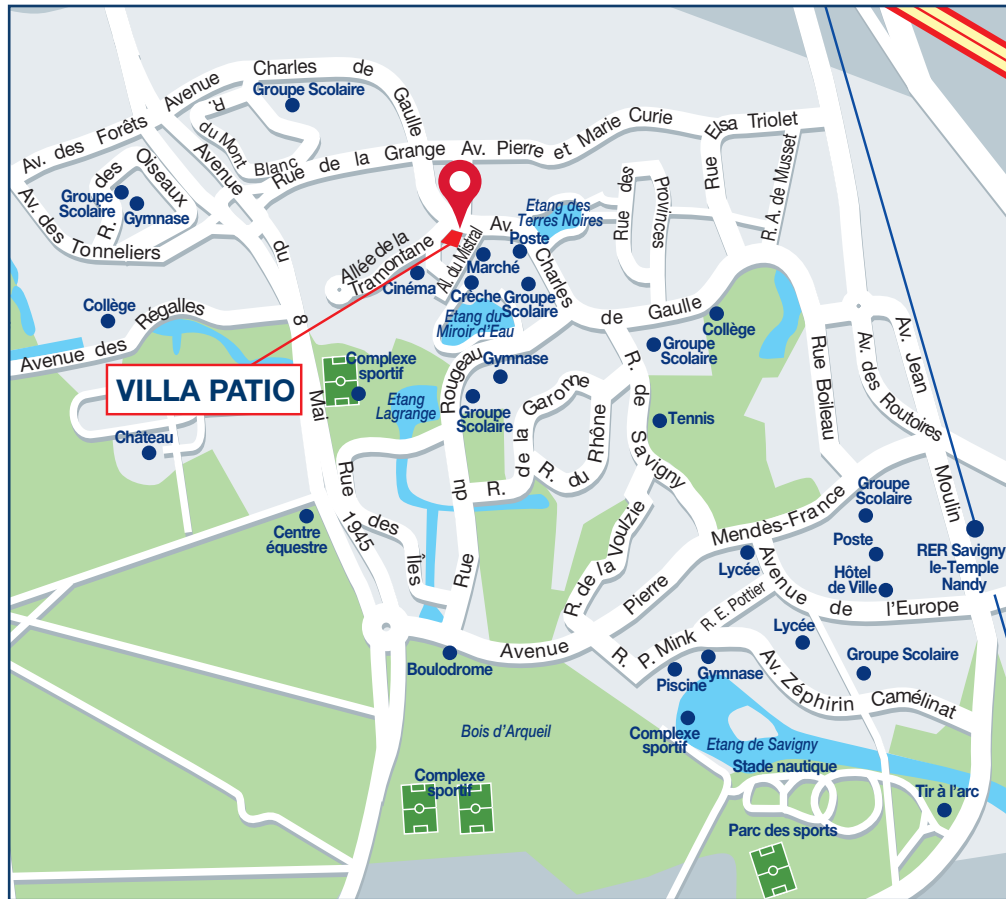 Avenue Charles de Gaulle
Groupe Scolaire
Av. des Forêts
R. du Mont Blanc
Avenue du 8 Mai 1945
Rue de la Grange
Av. Pierre et Marie Curie
Rue Elsa Triolet
R. A. de Musset
R. des Oiseaux
Groupe
Scolaire
Gymnase
Av. des Tonneliers
Rue des Provinces
Etang des
Terres Noires
Av. Charles de Gaulle
Poste
Allée de la
Tramontane
Al. du Mistral
Marché
Cinéma
Crèche
Groupe
Scolaire
Etang du
Miroir d'Eau
Collège
Avenue des Régalles
Collège
Groupe
Scolaire
Rue Boileau
Av. des Routoires
Av. Jean Moulin
VILLA PATIO
Complexe
sportif
Gymnase
Rue du Rougeau
Etang
Lagrange
Groupe
Scolaire
R. de la Garonne
R. du Rhône
R. de Savigny
Tennis
Château
Rue des Îles
Centre
équestre
R. de la Voulzie
Avenue Pierre Mendès-France
Groupe
Scolaire
Poste
Hôtel
de Ville
Lycée
RER Savigny
le-Temple
Nandy
Avenue de l'Europe
R. P. Mink
R. E. Pottier
Lycée
Boulodrome
Gymnase
Piscine
Groupe Scolaire
Av. Zéphirin Camélinat
Bois d'Arqueil
Complexe
sportif
Etang de Savigny
Stade nautique
Complexe
sportif
Tir à l'arc
Parc des sports